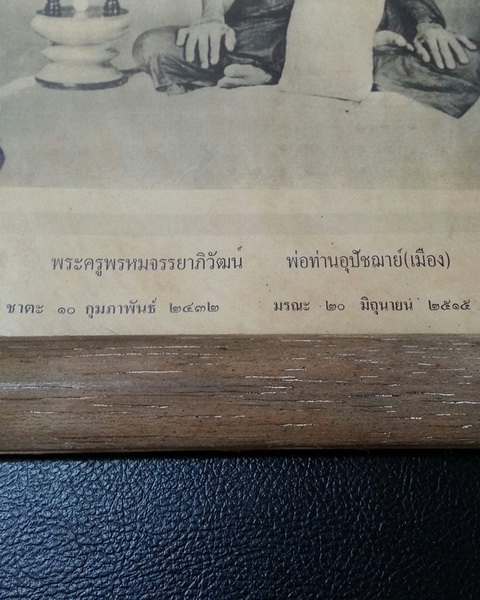 พระครูพรหมจรรยาภิวัฒน์ พ่อท่านอุปัชฌาย์(เมือง)
ชาตะ ๑๐ กุมภาพันธ์ ๒๔๓๒ มรณะ ๒๐ มิถุนายน ๒๕๑๕